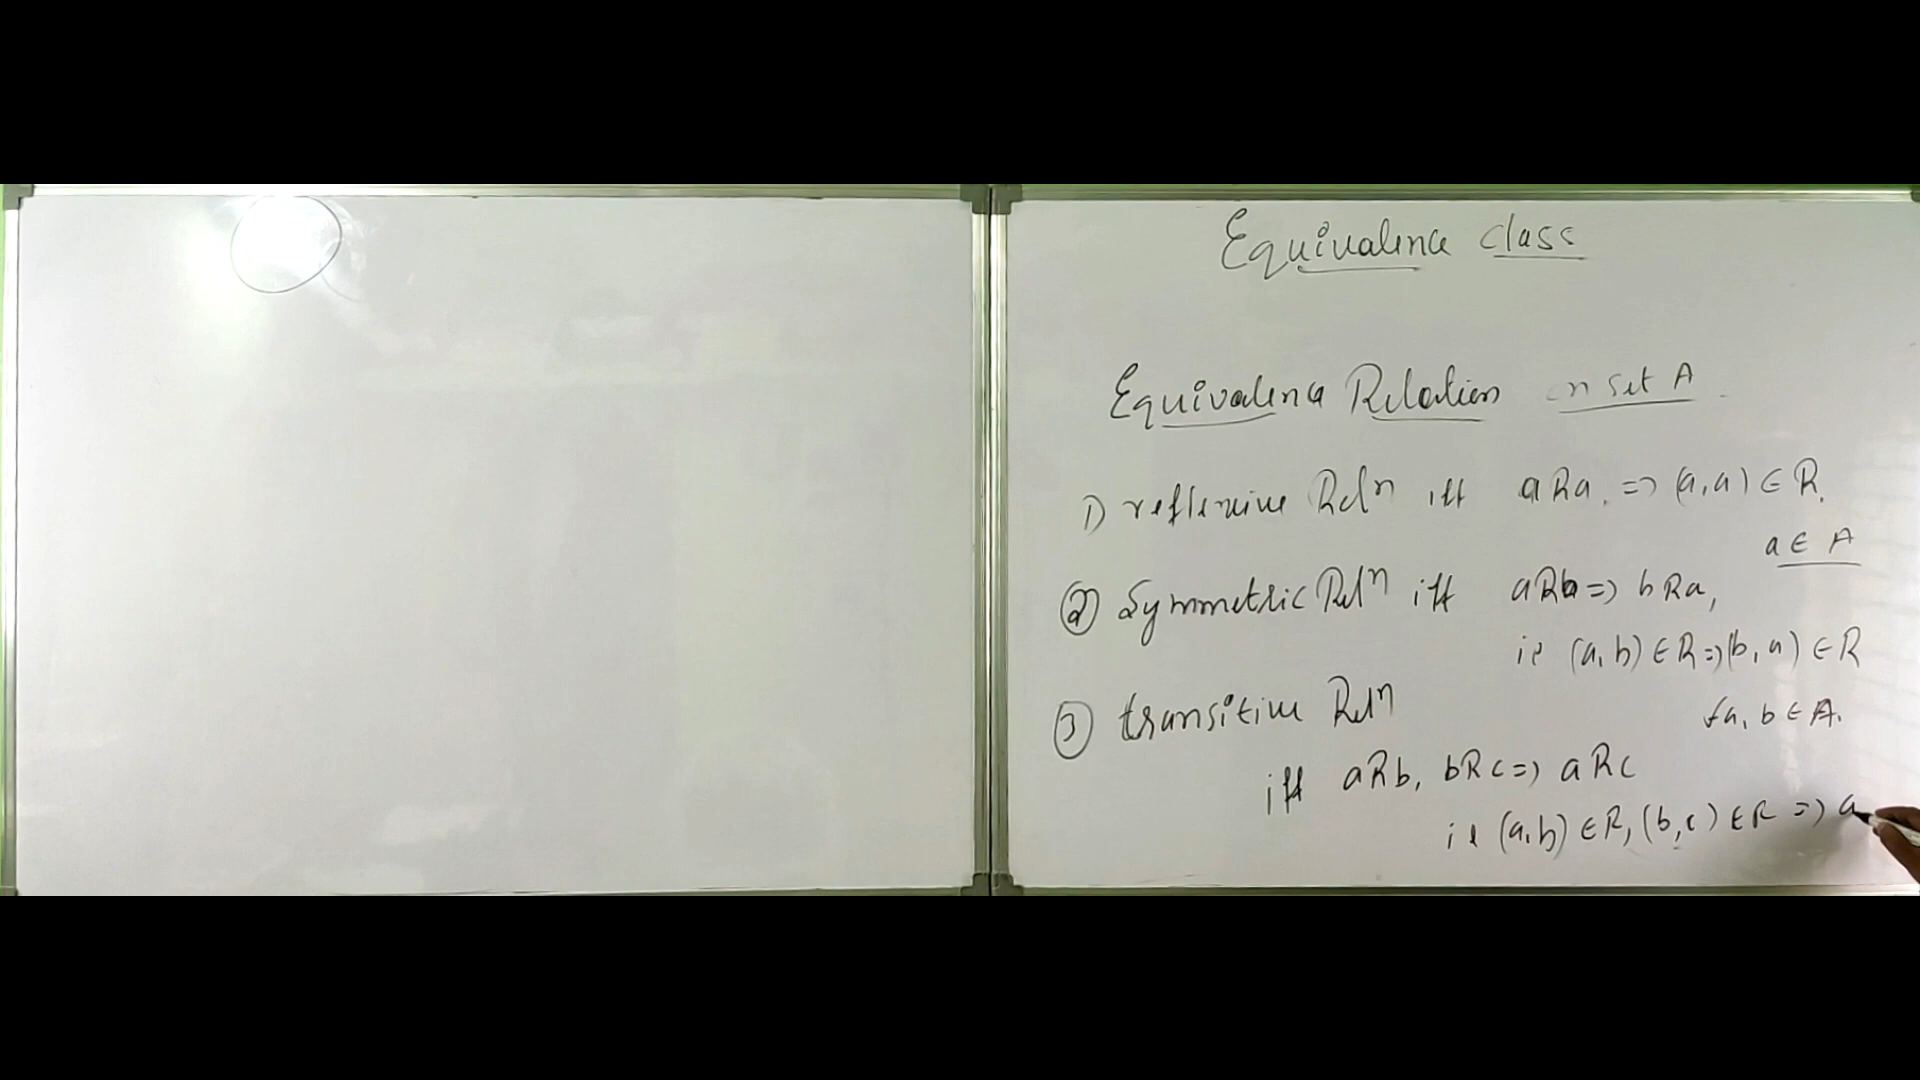 Equivalence class
Equivalence Relation on set A
1) reflexive Relⁿ iff aRa, => (a,a) ∈ R,
a ∈ A
② Symmetric Relⁿ iff aRb => bRa,
ie (a,b) ∈ R => (b,a) ∈ R
∀a, b ∈ A.
③ transitive Relⁿ
iff aRb, bRc => aRc
ie (a,b) ∈ R, (b,c) ∈ R => a